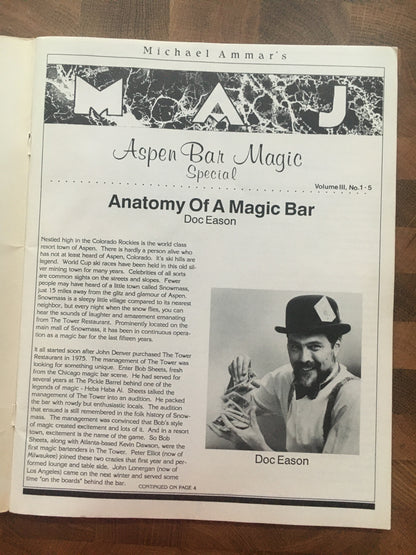 Michael Ammar's
MAJ
Aspen Bar Magic
Special
Volume III, No. 1 - 5
Anatomy Of A Magic Bar
Doc Eason
Nestled high in the Colorado Rockies is the world class
resort town of Aspen. There is hardly a person alive who
has not at least heard of Aspen, Colorado. It's ski hills are
legend. World Cup ski races have been held in this old sil-
ver mining town for many years. Celebrities of all sorts
are common sights on the streets and slopes. Fewer
people may have heard of a little town called Snowmass,
just 15 miles away from the glitz and glamour of Aspen.
Snowmass is a sleepy little village compared to its nearest
neighbor, but every night when the snow flies, you can
hear the sounds of laughter and amazement emanating
from The Tower Restaurant. Prominently located on the
main mall of Snowmass, it has been in continuous opera-
tion as a magic bar for the last fifteen years.
It all started soon after John Denver purchased The Tower
Restaurant in 1975. The management of The Tower was
looking for something unique. Enter Bob Sheets, fresh
from the Chicago magic bar scene. He had served for
several years at The Pickle Barrel behind one of the
legends of magic - Heba Haba Al. Sheets talked the
management of The Tower into an audition. He packed
the bar with rowdy but enthusiastic locals. The audition
that ensued is still remembered in the folk history of Snow-
mass. The management was convinced that Bob's style
of magic created excitement and lots of it. And in a resort
town, excitement is the name of the game. So Bob
Sheets, along with Atlanta-based Kevin Dawson, were the
first magic bartenders in The Tower. Peter Elliot (now of
Milwaukee) joined these two crazies that first year and per-
formed lounge and table side. John Lonergan (now of
Los Angeles) came on the next winter and served some
time "on the boards" behind the bar.
CONTINUED ON PAGE 4
Doc Eason